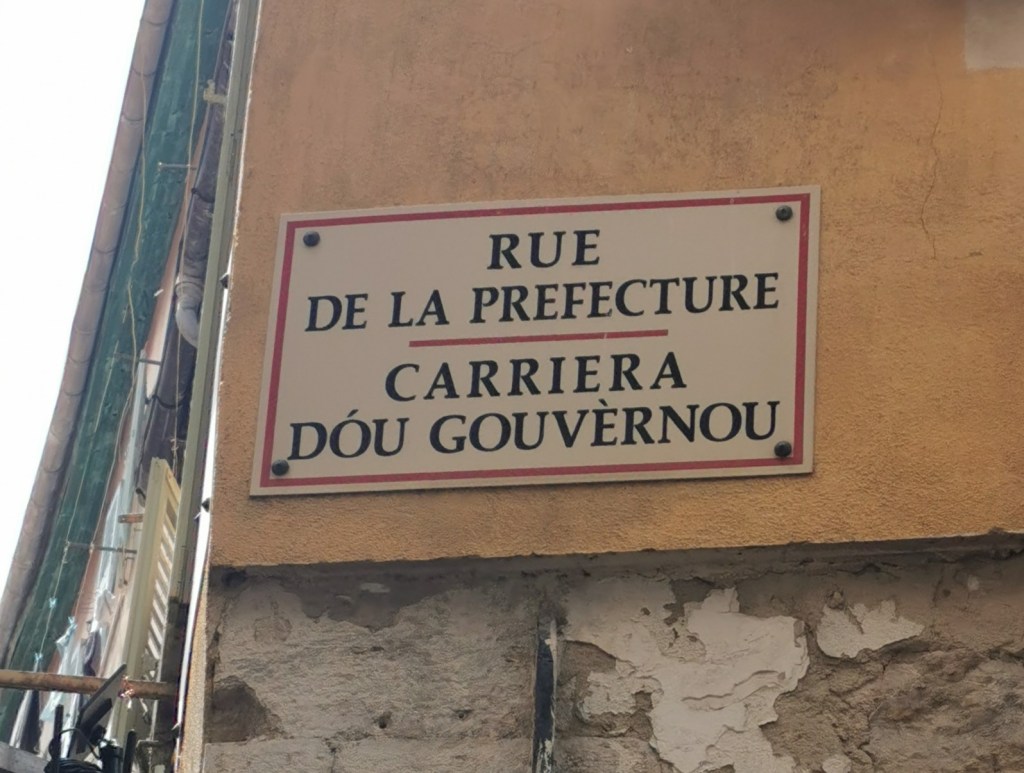 RUE
DE LA PREFECTURE
CARRIERA
DÓU GOUVÈRNOU